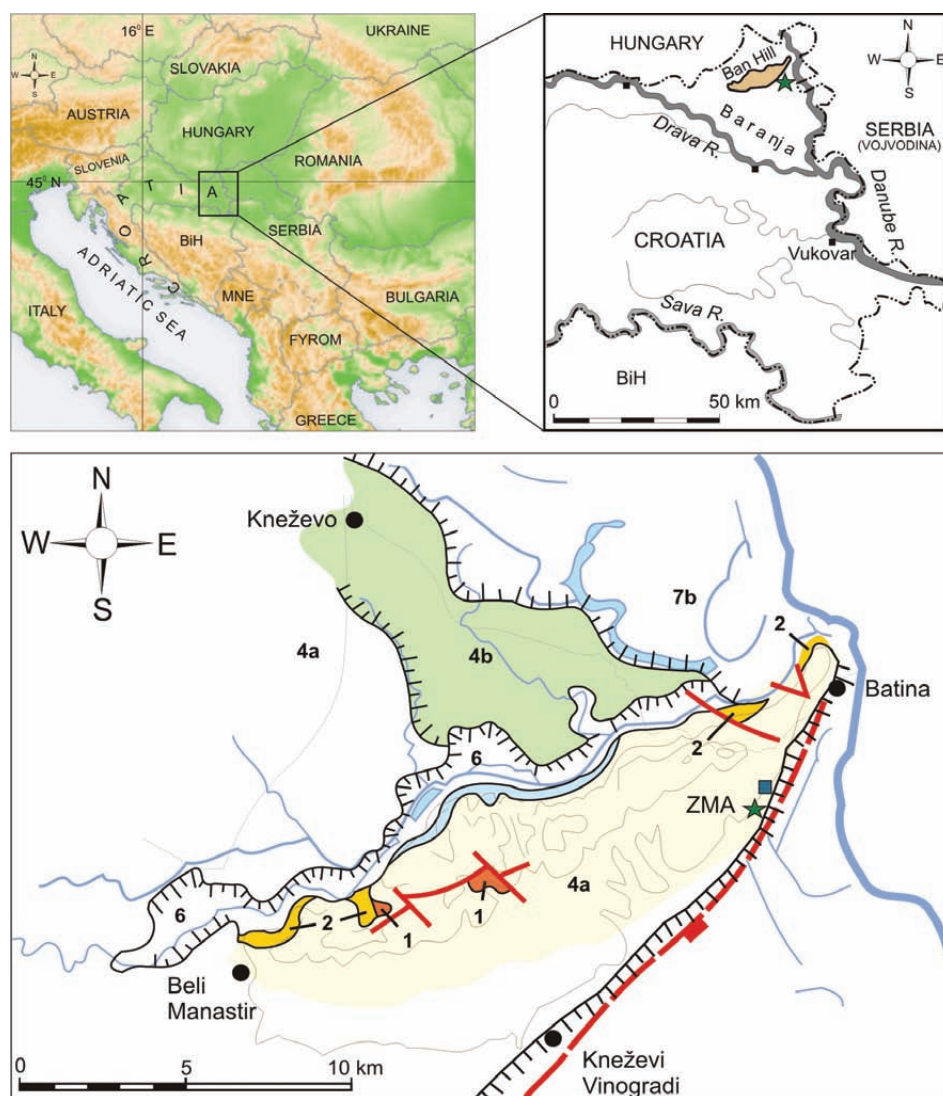 16° E
UKRAINE
N
W E
S
SLOVAKIA
AUSTRIA
HUNGARY
SLOVENIA
ROMANIA
45° N
C R O A T I A
BiH
SERBIA
ADRIATIC SEA
ITALY
MNE
BULGARIA
FYROM
GREECE
HUNGARY
Ban Hill
N
W E
S
Baranja
SERBIA
(VOJVODINA)
Drava R.
Danube R.
CROATIA
Vukovar
Sava R.
BiH
0 50 km
N
W E
S
Kneževo
7b
4a
4b
2
Batina
2
6
ZMA
4a
6
2
1
1
Beli
Manastir
Kneževi
Vinogradi
0 5 10 km